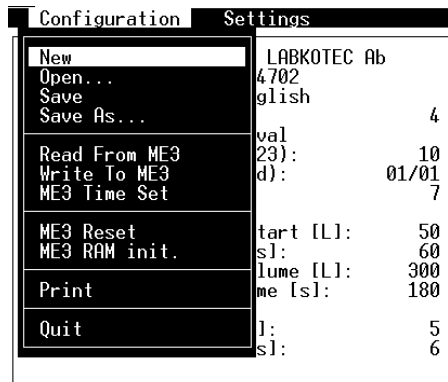 Configuration Settings
New LABKOTEC Ab
Open... 4702
Save glish
Save As... 4
val
Read From ME3 23): 10
Write To ME3 d): 01/01
ME3 Time Set 7
ME3 Reset tart [L]: 50
ME3 RAM init. s]: 60
lume [L]: 300
Print me [s]: 180
Quit ]: 5
s]: 6